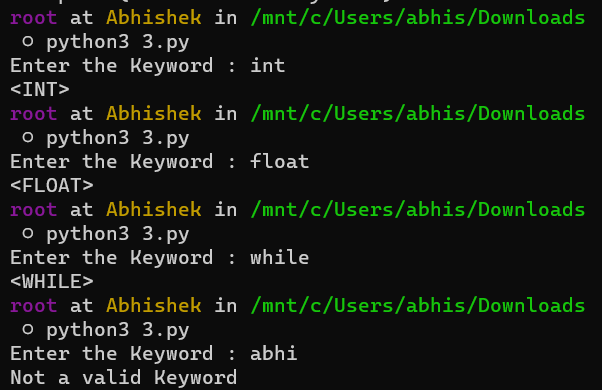 root at Abhishek in /mnt/c/Users/abhis/Downloads
○ python3 3.py
Enter the Keyword : int
<INT>
root at Abhishek in /mnt/c/Users/abhis/Downloads
○ python3 3.py
Enter the Keyword : float
<FLOAT>
root at Abhishek in /mnt/c/Users/abhis/Downloads
○ python3 3.py
Enter the Keyword : while
<WHILE>
root at Abhishek in /mnt/c/Users/abhis/Downloads
○ python3 3.py
Enter the Keyword : abhi
Not a valid Keyword